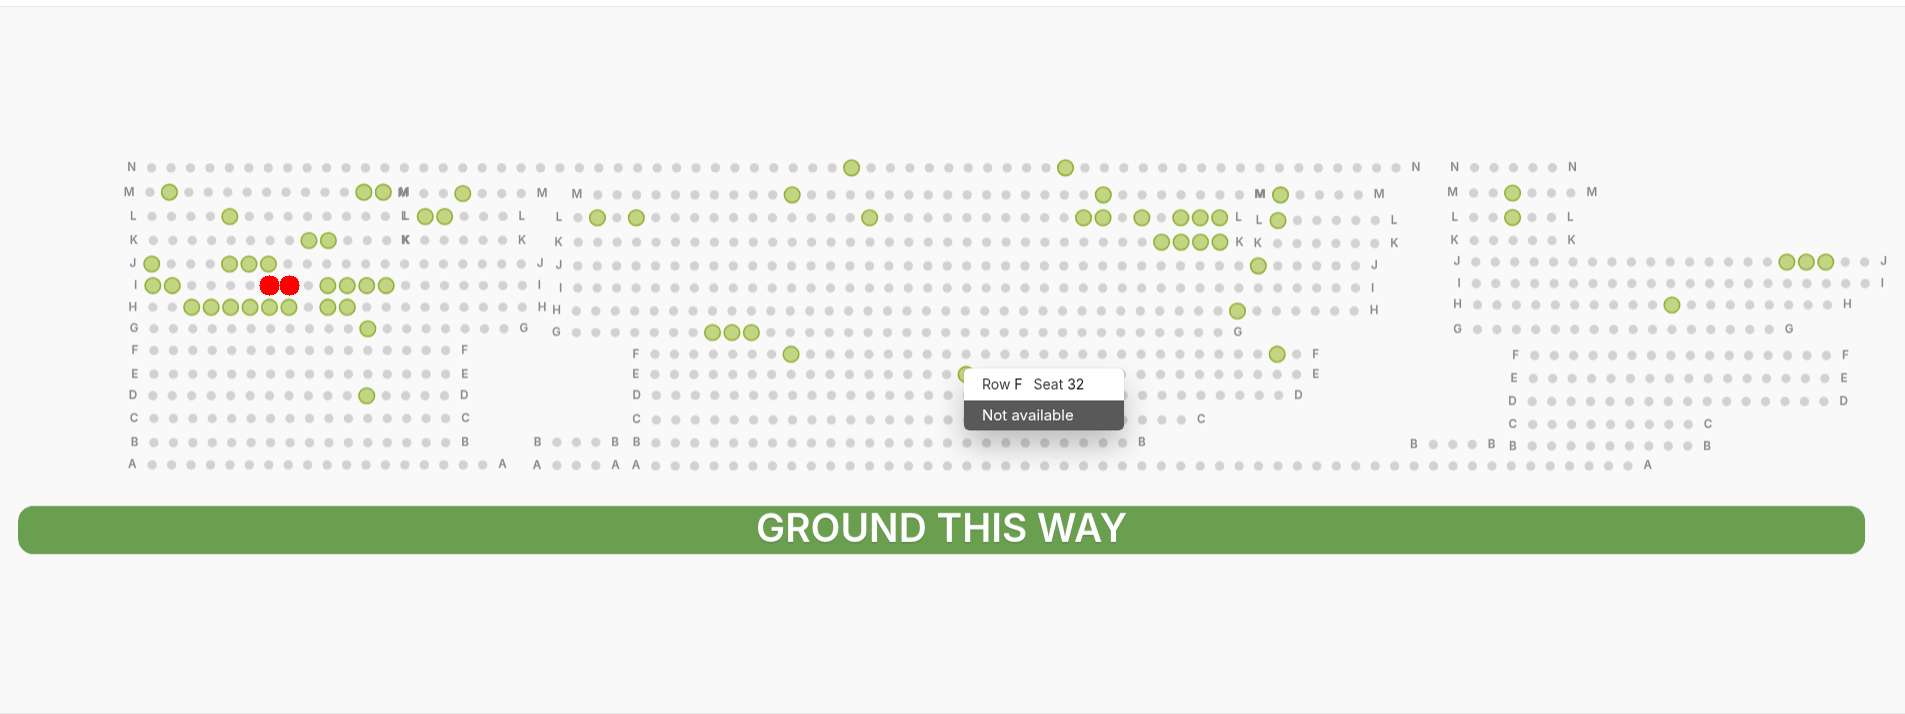 N N N N
M M M M M M M M
L L L L L L L L
K K K K K K K
J J J J J J
I I I I I
H H H H H H
G G G G G
F F F F F F
E E E E E E
Row F Seat 32
D D D D D D
Not available
C C C C C C
B B B B B B B B B B
A A A A A A
GROUND THIS WAY